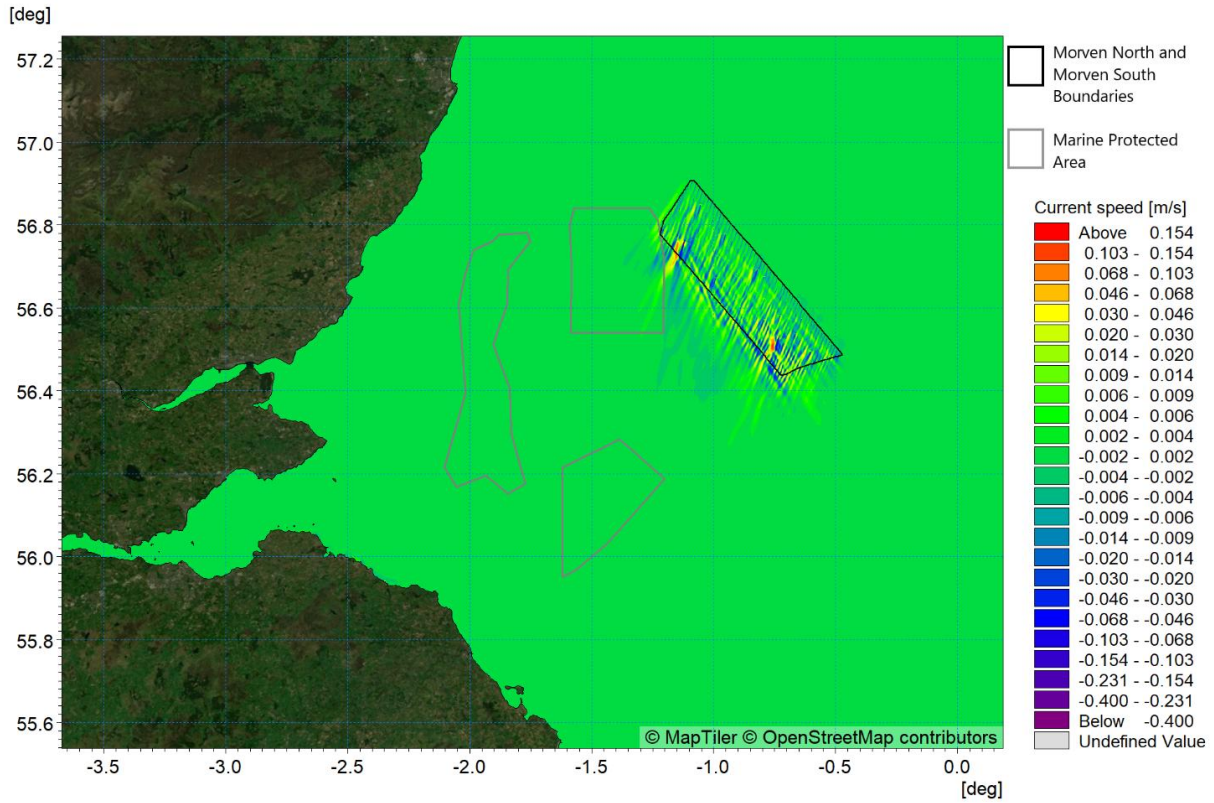 [deg]
57.2
57.0
56.8
56.6
56.4
56.2
56.0
55.8
55.6
-3.5 -3.0 -2.5 -2.0 -1.5 -1.0 -0.5 0.0
[deg]
© MapTiler © OpenStreetMap contributors
Morven North and
Morven South
Boundaries
Marine Protected
Area
Current speed [m/s]
Above 0.154
0.103 - 0.154
0.068 - 0.103
0.046 - 0.068
0.030 - 0.046
0.020 - 0.030
0.014 - 0.020
0.009 - 0.014
0.006 - 0.009
0.004 - 0.006
0.002 - 0.004
-0.002 - 0.002
-0.004 - -0.002
-0.006 - -0.004
-0.009 - -0.006
-0.014 - -0.009
-0.020 - -0.014
-0.030 - -0.020
-0.046 - -0.030
-0.068 - -0.046
-0.103 - -0.068
-0.154 - -0.103
-0.231 - -0.154
-0.400 - -0.231
Below -0.400
Undefined Value